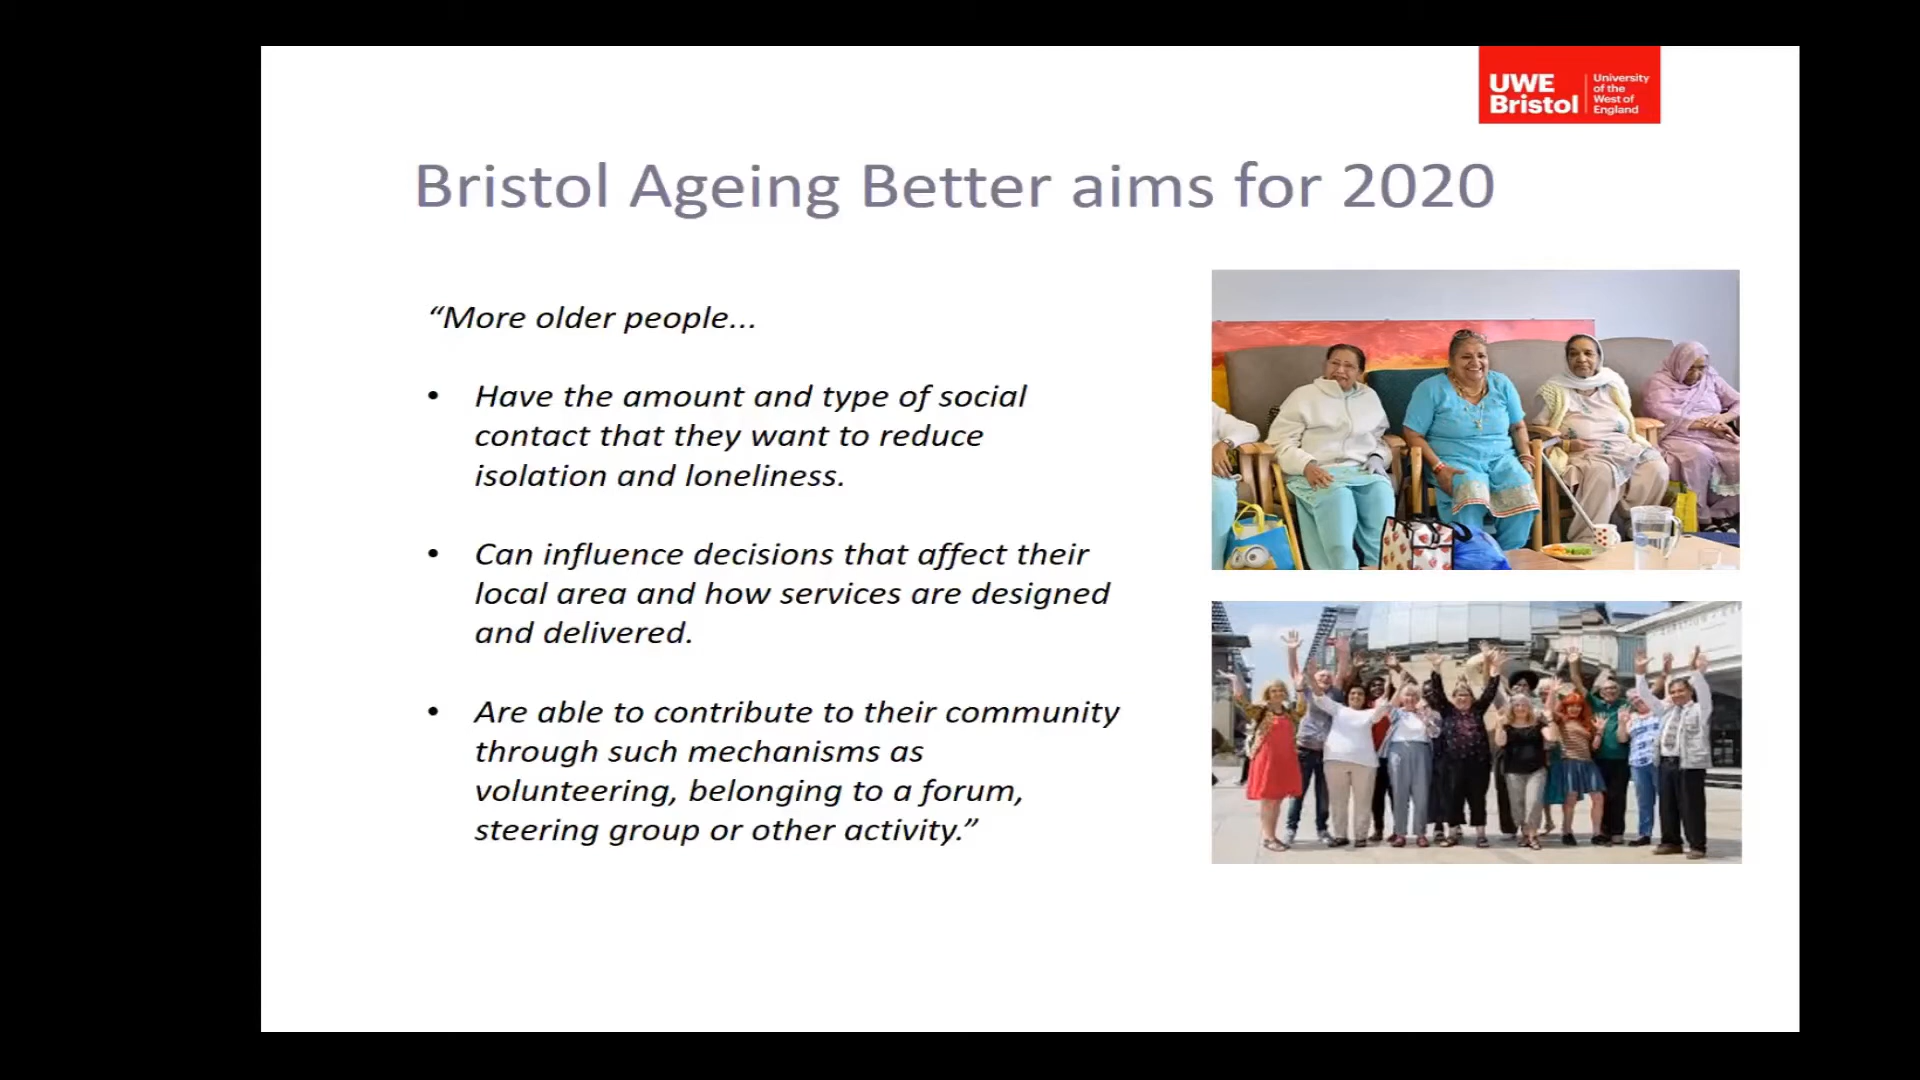 UWE
Bristol
University
of the
West of
England
Bristol Ageing Better aims for 2020
“More older people...
• Have the amount and type of social
contact that they want to reduce
isolation and loneliness.
• Can influence decisions that affect their
local area and how services are designed
and delivered.
• Are able to contribute to their community
through such mechanisms as
volunteering, belonging to a forum,
steering group or other activity.”